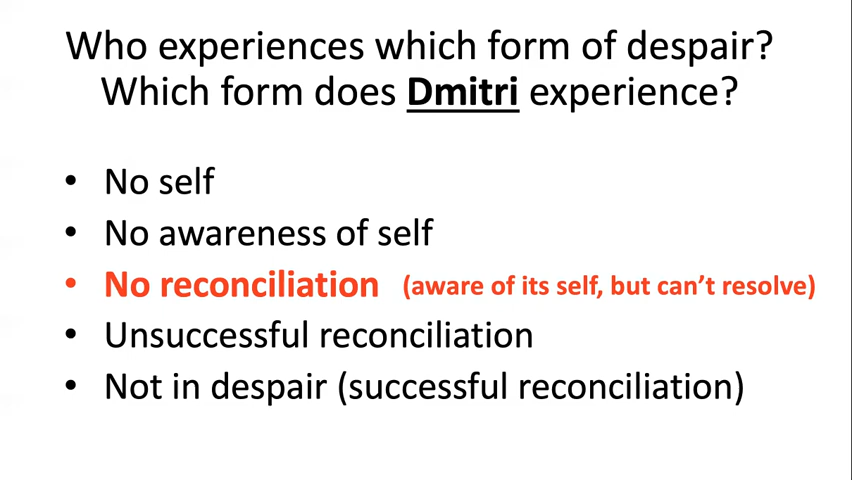 Who experiences which form of despair?
Which form does Dmitri experience?
• No self
• No awareness of self
• No reconciliation (aware of its self, but can’t resolve)
• Unsuccessful reconciliation
• Not in despair (successful reconciliation)